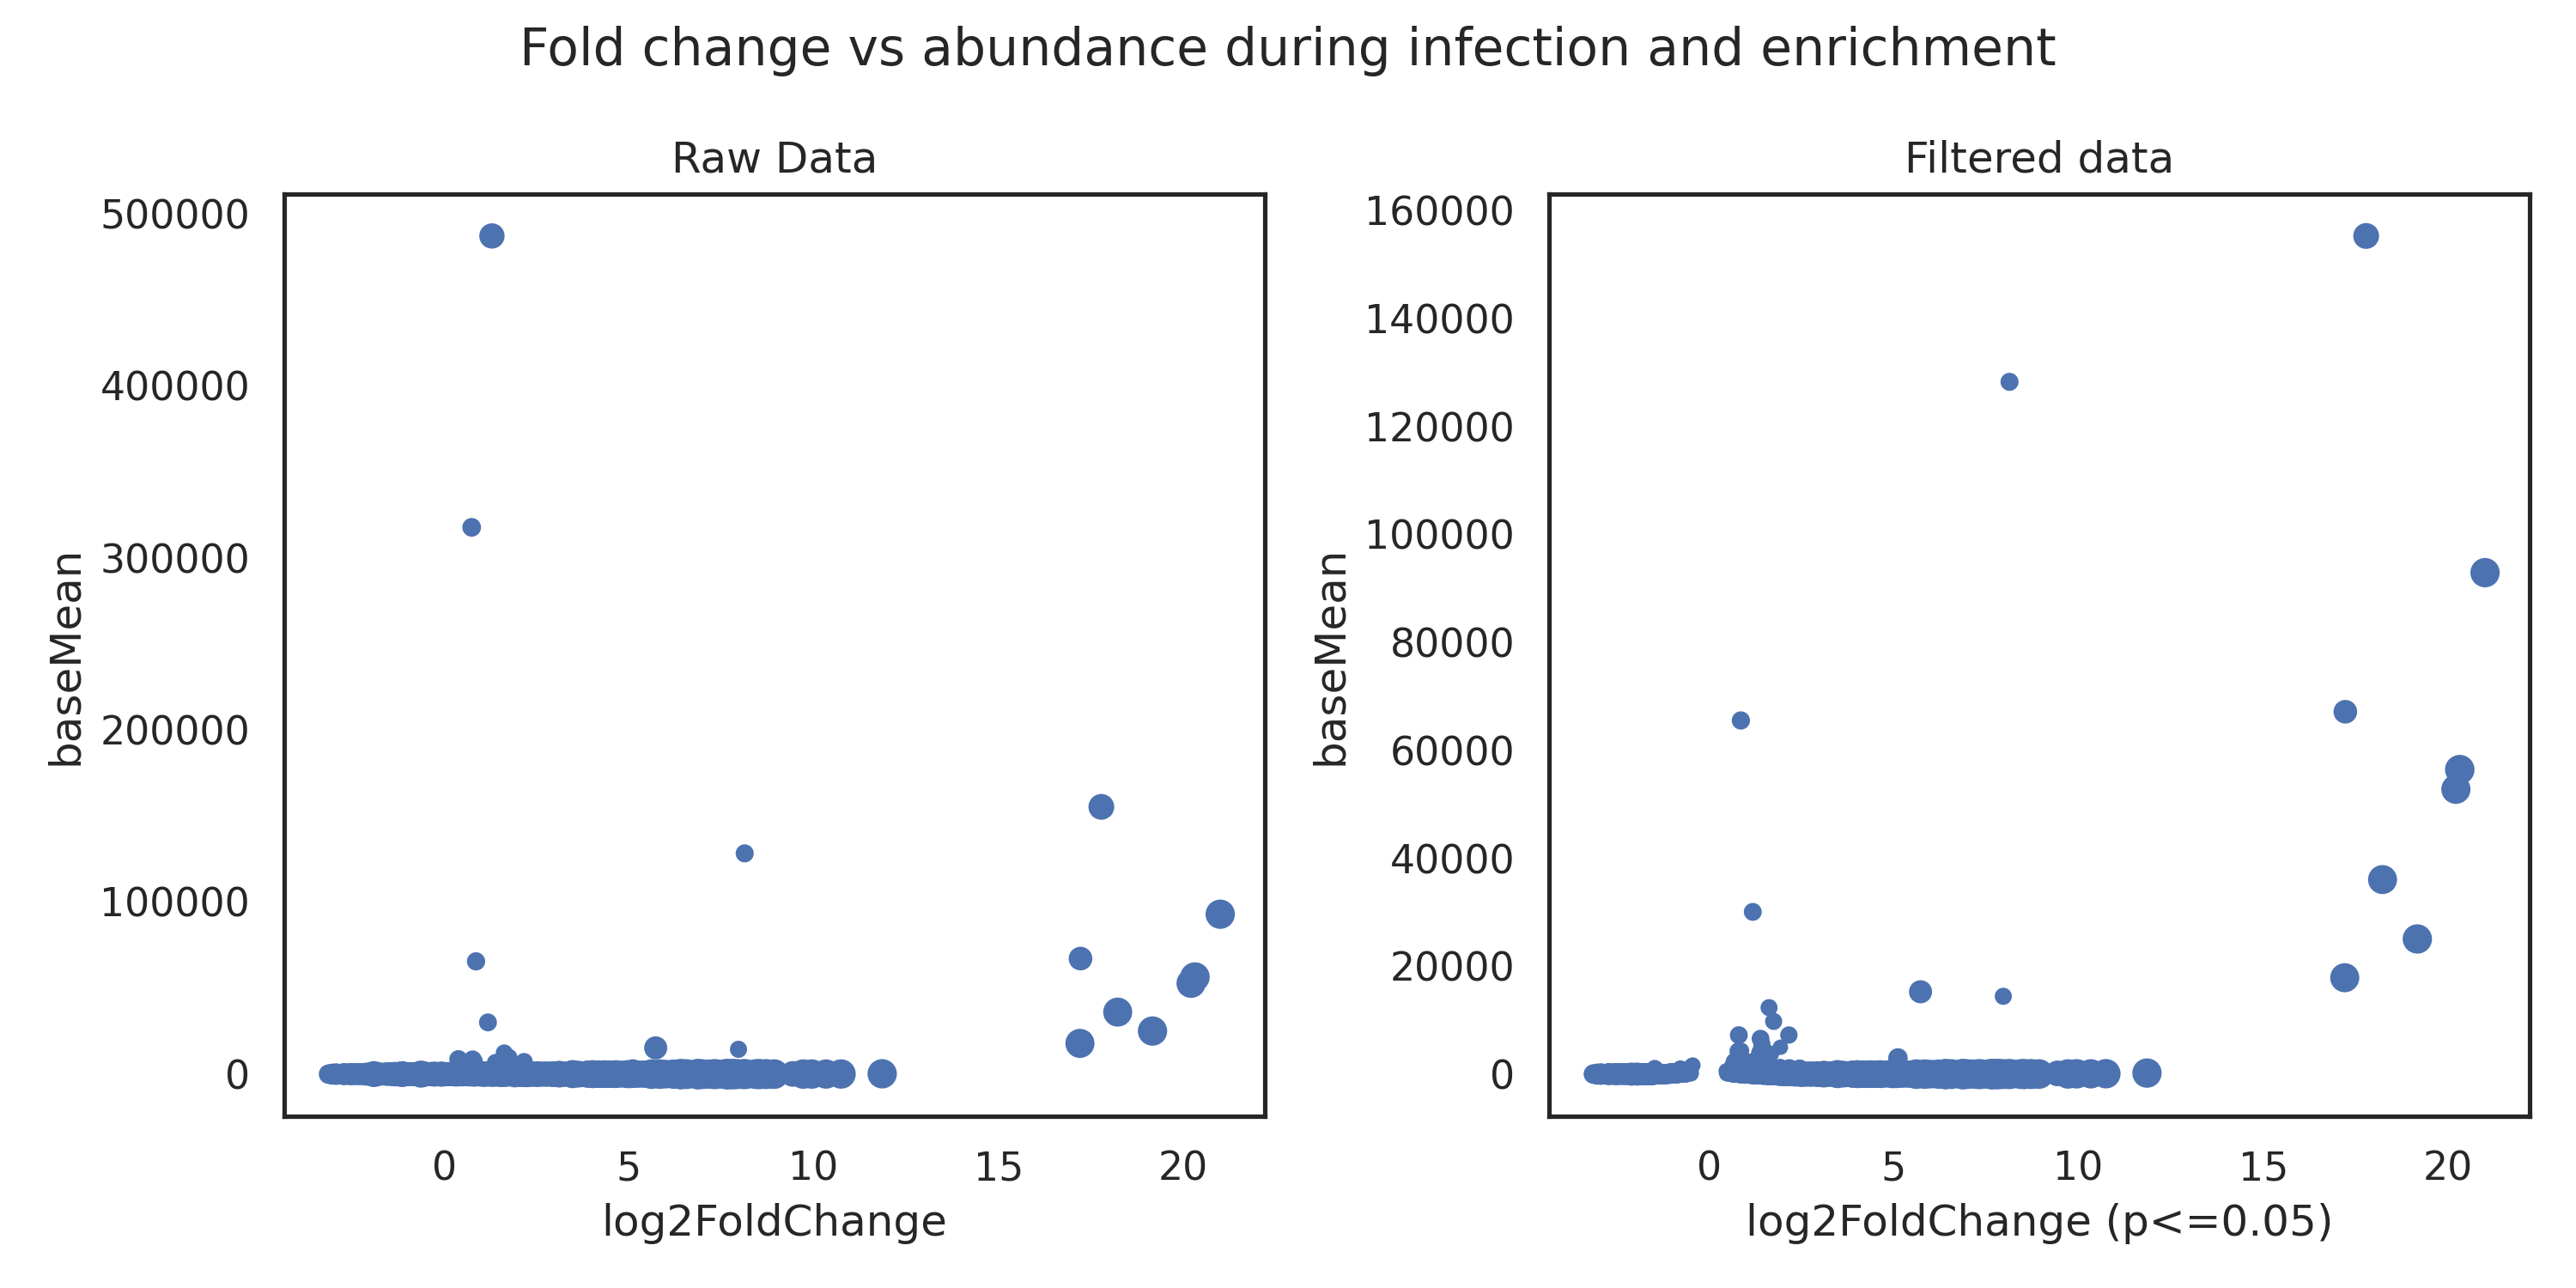 Fold change vs abundance during infection and enrichment
Raw Data
500000
400000
300000
200000
100000
0
baseMean
0 5 10 15 20
log2FoldChange
Filtered data
160000
140000
120000
100000
80000
60000
40000
20000
0
baseMean
0 5 10 15 20
log2FoldChange (p<=0.05)